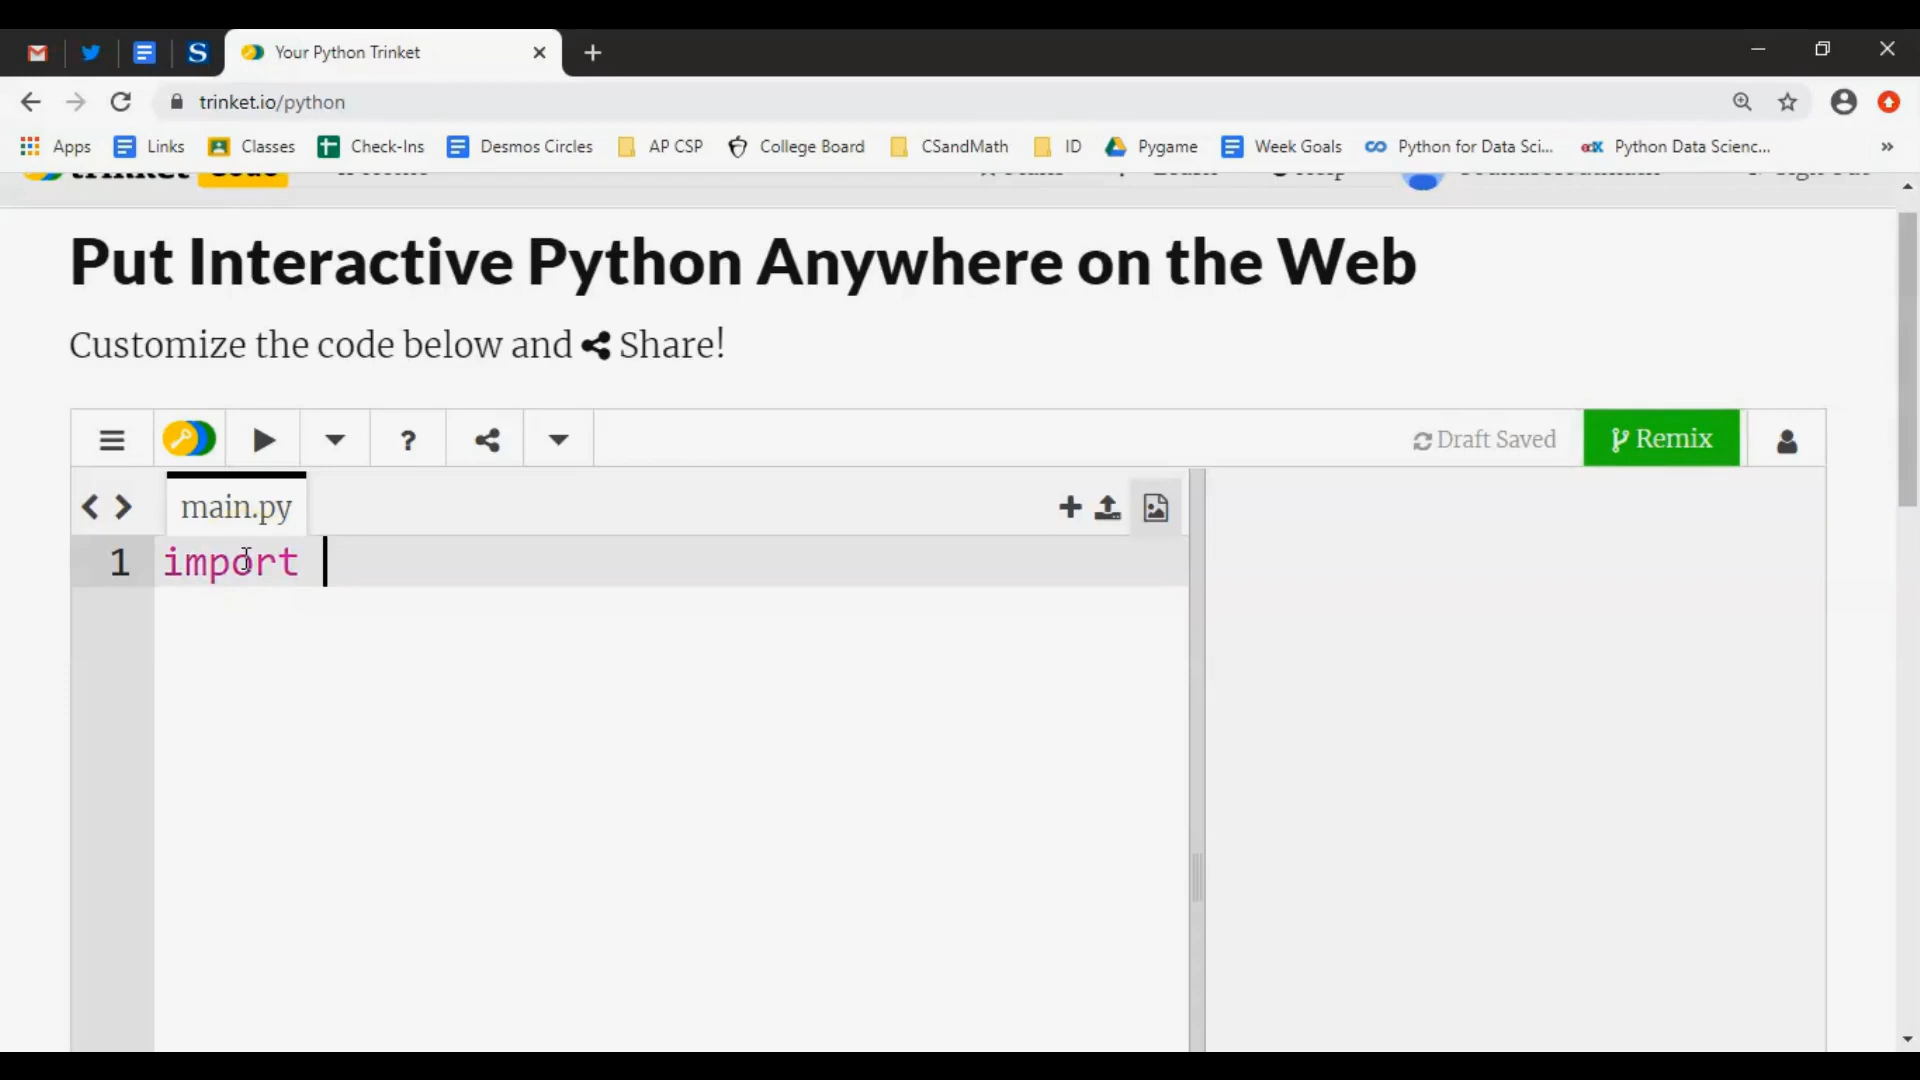 Your Python Trinket
trinket.io/python
Apps Links Classes Check-Ins Desmos Circles AP CSP College Board CSandMath ID Pygame Week Goals Python for Data Sci... Python Data Scienc... »
trinket
Put Interactive Python Anywhere on the Web
Customize the code below and Share!
? Draft Saved Remix
main.py
1 import